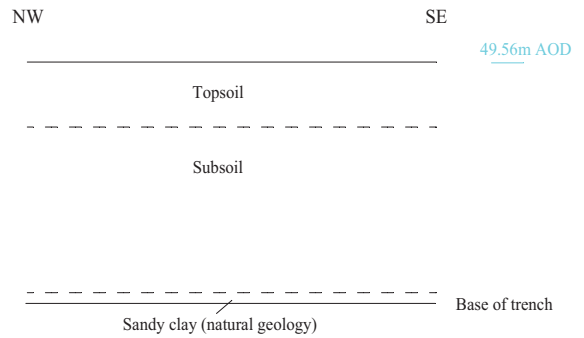 NW
SE
49.56m AOD
Topsoil
Subsoil
Base of trench
Sandy clay (natural geology)